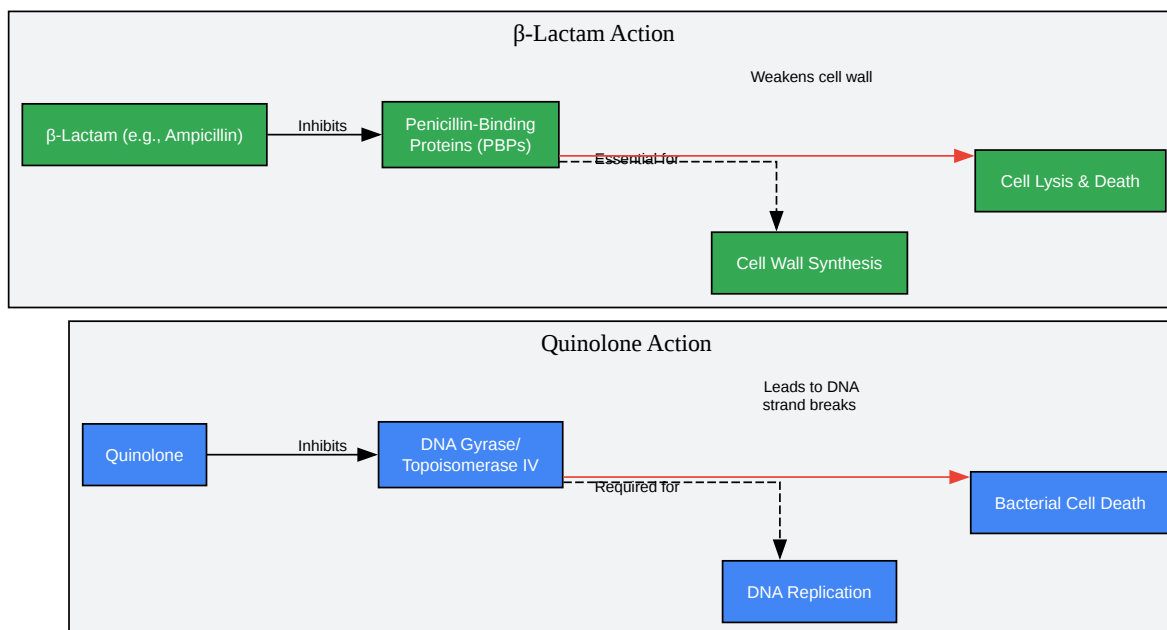 β-Lactam Action
Weakens cell wall
β-Lactam (e.g., Ampicillin)
Inhibits
Penicillin-Binding
Proteins (PBPs)
Essential for
Cell Lysis & Death
Cell Wall Synthesis
Quinolone Action
Leads to DNA
strand breaks
Quinolone
Inhibits
DNA Gyrase/
Topoisomerase IV
Required for
Bacterial Cell Death
DNA Replication